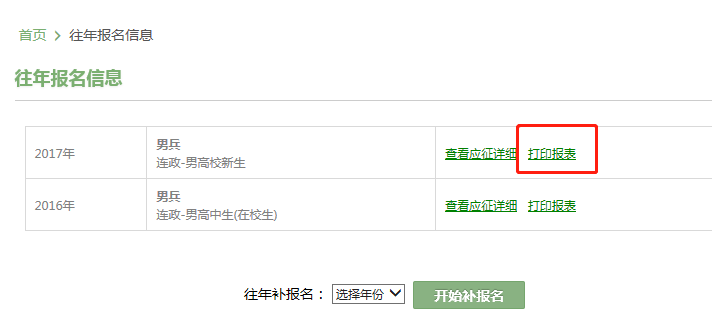 首页 > 往年报名信息
往年报名信息
2017年 男兵 查看应征详细 打印报表
连政-男高校新生
2016年 男兵 查看应征详细 打印报表
连政-男高中生(在校生)
往年补报名： 选择年份 开始补报名